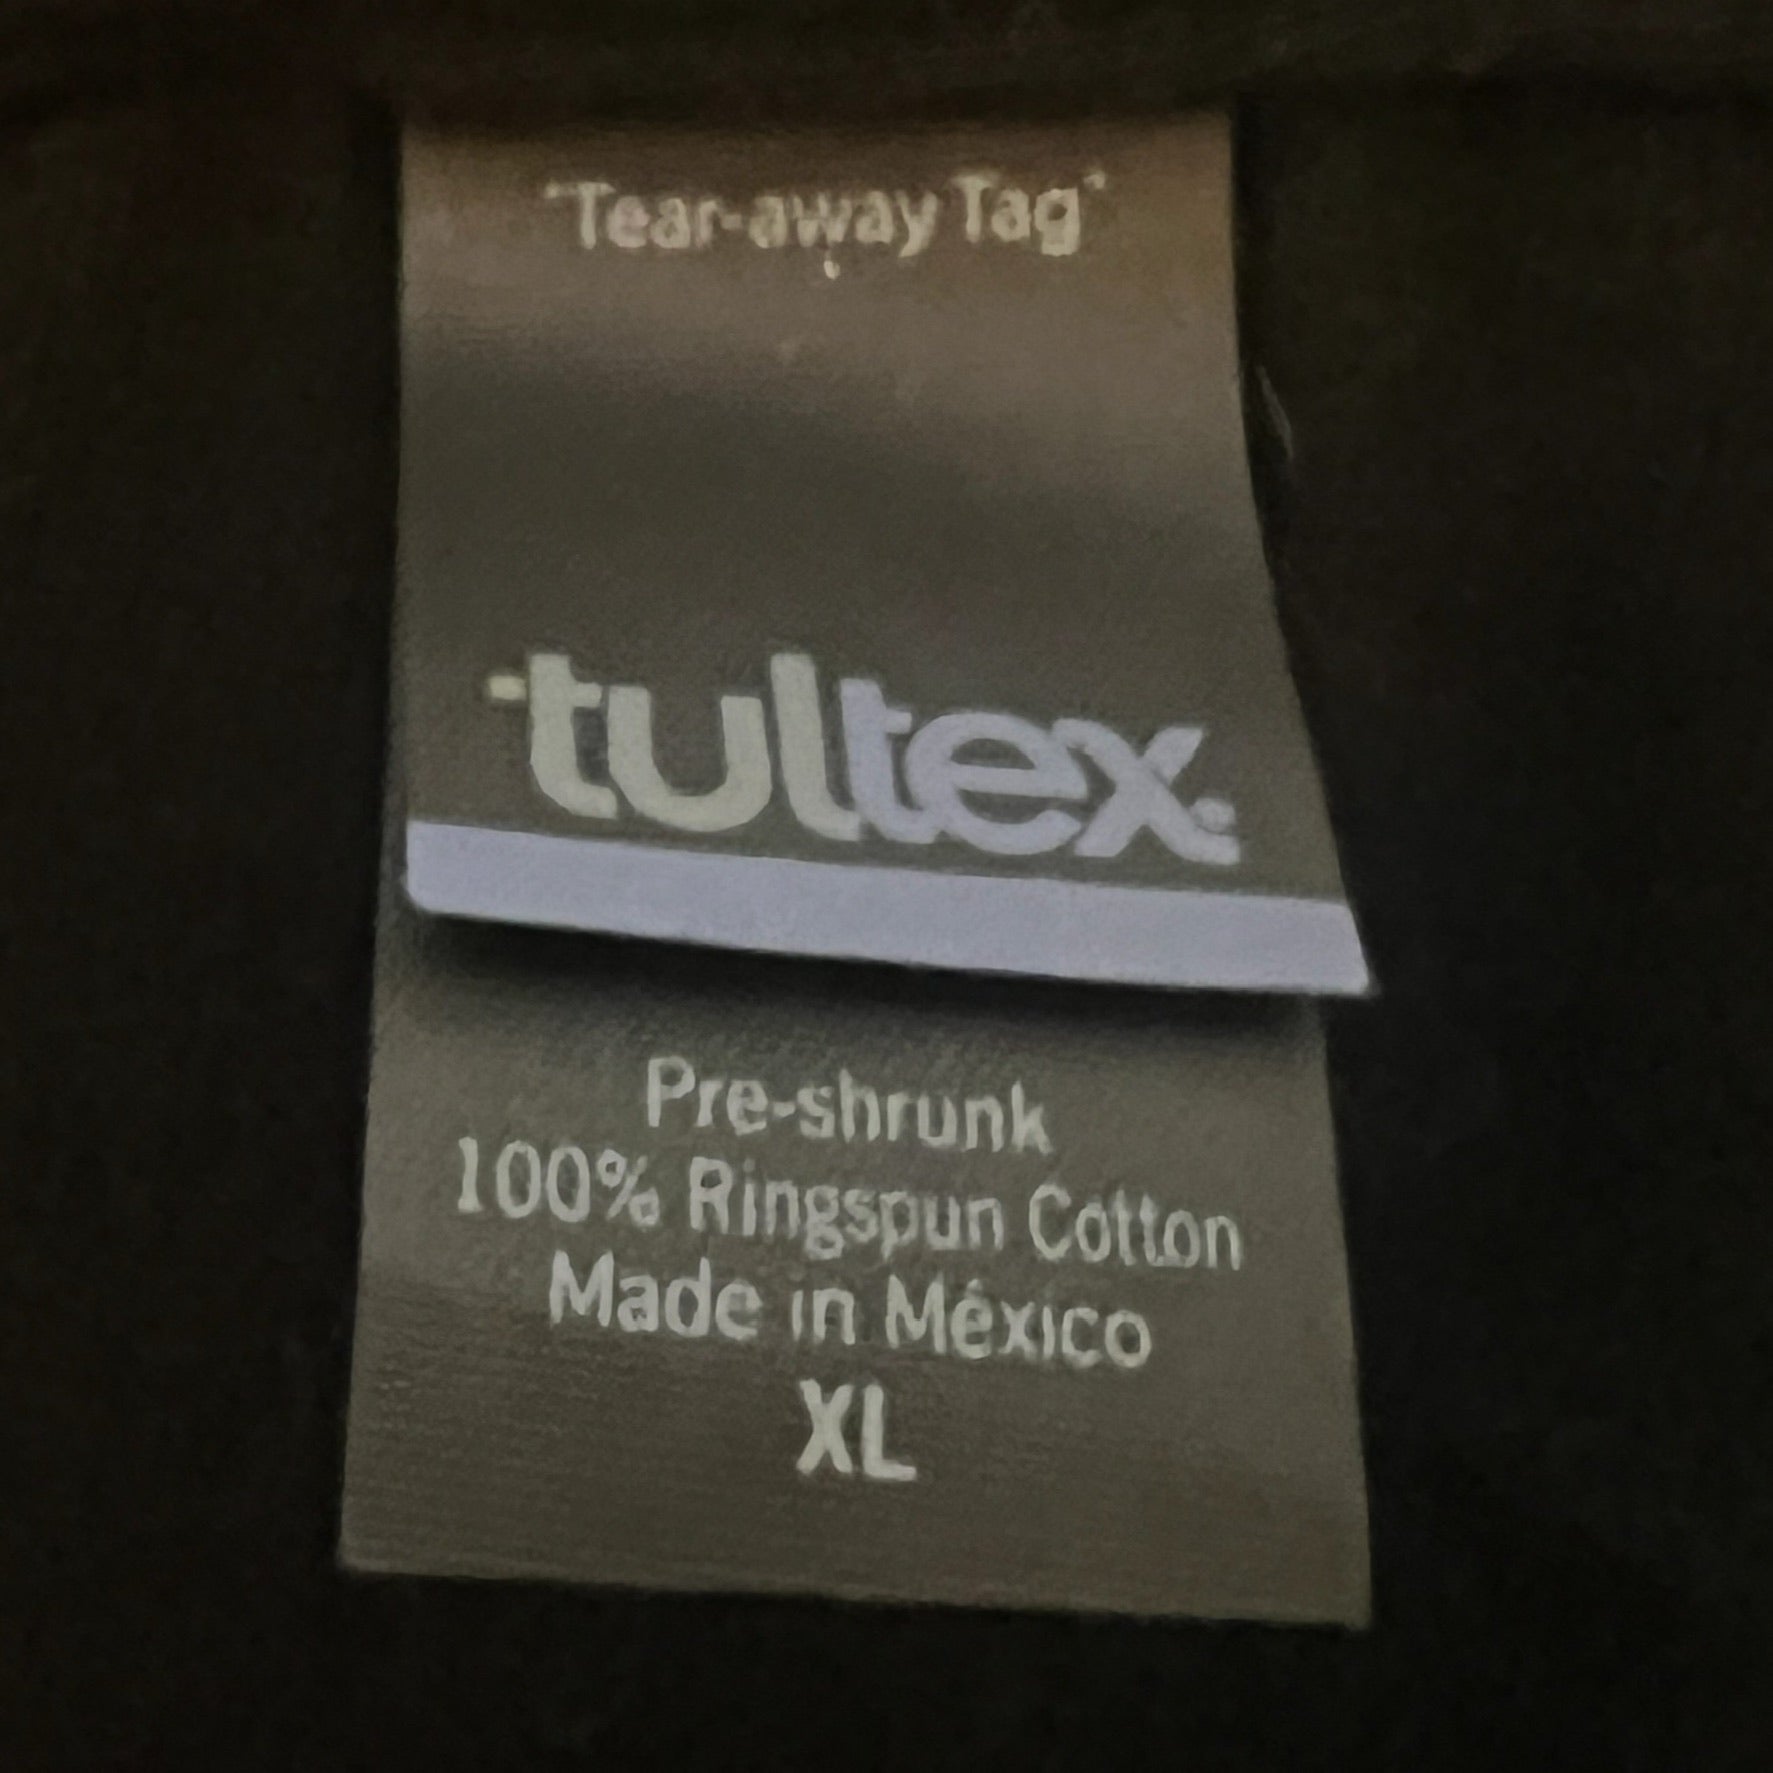 "Tear-away Tag"
tultex
Pre-shrunk
100% Ringspun Cotton
Made in México
XL